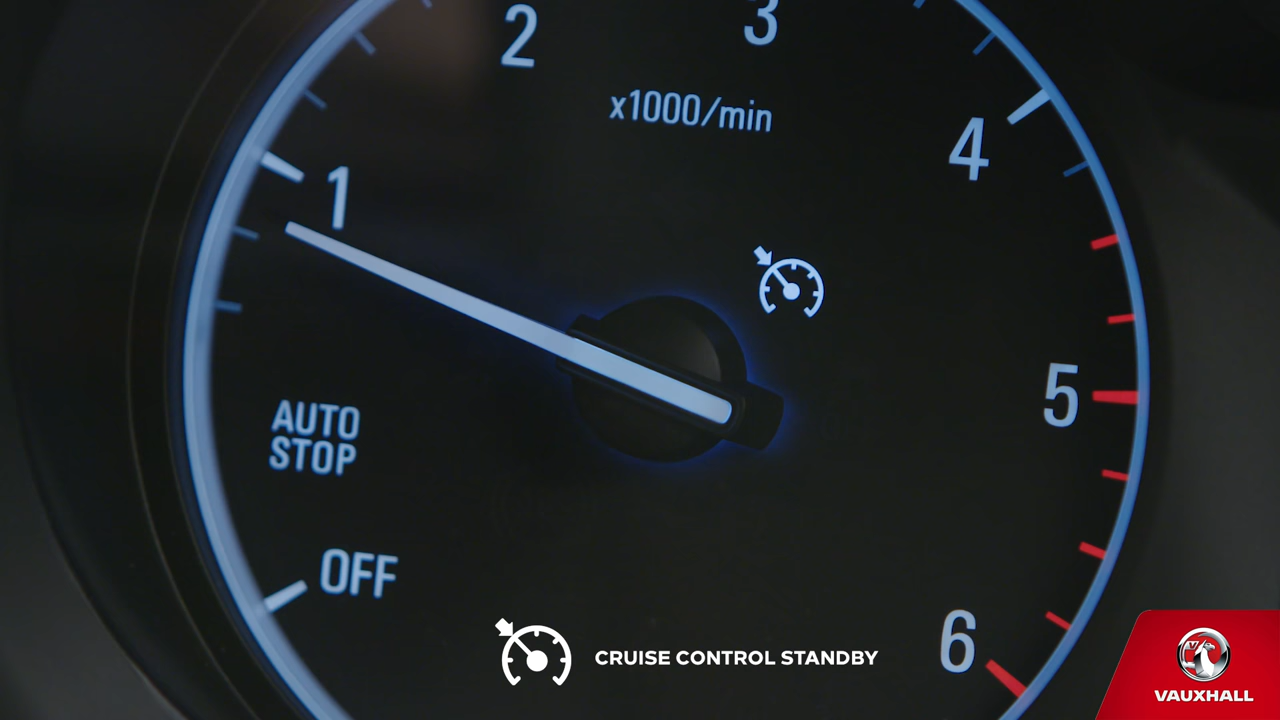 2
3
x1000/min
4
1
5
AUTO
STOP
OFF
6
CRUISE CONTROL STANDBY
VAUXHALL